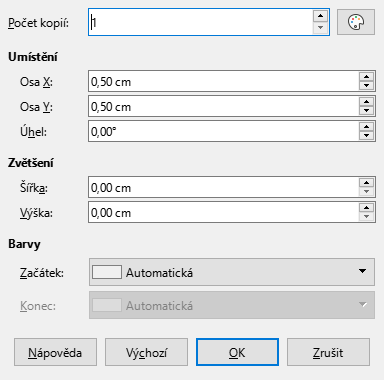 Počet kopií: 1
Umístění
Osa X: 0,50 cm
Osa Y: 0,50 cm
Úhel: 0,00°
Zvětšení
Šířka: 0,00 cm
Výška: 0,00 cm
Barvy
Začátek: Automatická
Konec: Automatická
Nápověda Výchozí OK Zrušit